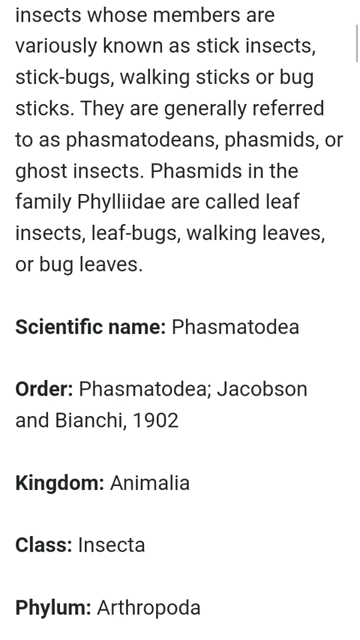 insects whose members are
variously known as stick insects,
stick-bugs, walking sticks or bug
sticks. They are generally referred
to as phasmatodeans, phasmids, or
ghost insects. Phasmids in the
family Phylliidae are called leaf
insects, leaf-bugs, walking leaves,
or bug leaves.
Scientific name: Phasmatodea
Order: Phasmatodea; Jacobson
and Bianchi, 1902
Kingdom: Animalia
Class: Insecta
Phylum: Arthropoda